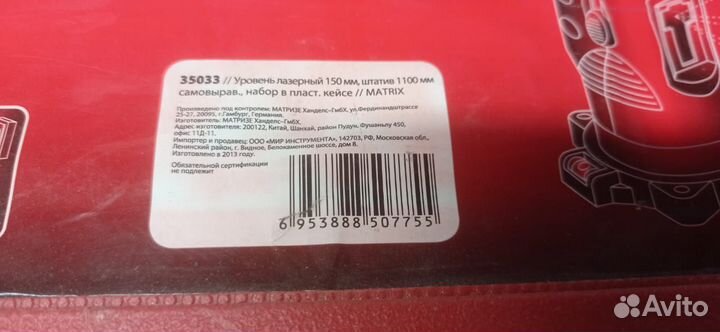 35033 // Уровень лазерный 150 мм, штатив 1100 мм
самовырав., набор в пласт. кейсе // MATRIX
Произведено под контролем: МАТРИЗЕ Ханделс-ГмбХ, ул.Фердинандштрассе
25-27, 20095, г.Гамбург, Германия.
Изготовитель: МАТРИЗЕ Ханделс-ГмбХ.
Адрес изготовителя: 200122, Китай, Шанхай, район Пудун, Фушаньлу 450,
офис 11Д-11.
Импортер и продавец: ООО «МИР ИНСТРУМЕНТА», 142703, РФ, Московская обл.,
Ленинский район, г. Видное, Белокаменное шоссе, дом 8.
Изготовлено в 2013 году.
Обязательной сертификации
не подлежит
6 953888 507755
Avito